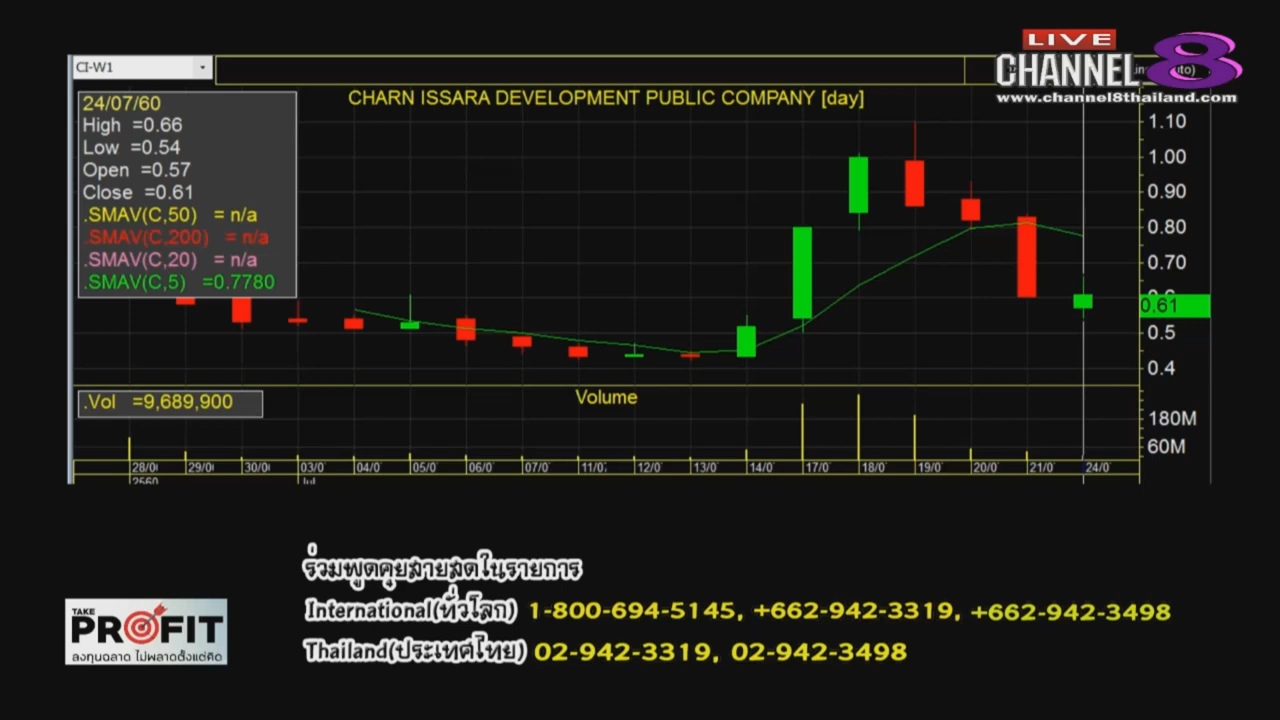 LIVE
CHANNEL 8
www.channel8thailand.com
CI-W1
CHARN ISSARA DEVELOPMENT PUBLIC COMPANY [day]
24/07/60
High =0.66
Low =0.54
Open =0.57
Close =0.61
.SMAV(C,50) = n/a
.SMAV(C,200) = n/a
.SMAV(C,20) = n/a
.SMAV(C,5) =0.7780
1.10
1.00
0.90
0.80
0.70
0.61
0.5
0.4
.Vol =9,689,900
Volume
180M
60M
28/0 29/0 30/0 03/0 04/0 05/0 06/0 07/0 11/0 12/0 13/0 14/0 17/0 18/0 19/0 20/0 21/0 24/0
2560 Jul
ร่วมพูดคุยสายสดในรายการ
International(ทั่วโลก) 1-800-694-5145, +662-942-3319, +662-942-3498
Thailand(ประเทศไทย) 02-942-3319, 02-942-3498
TAKE
PROFIT
ลงทุนฉลาด ไม่พลาดตั้งแต่คิด